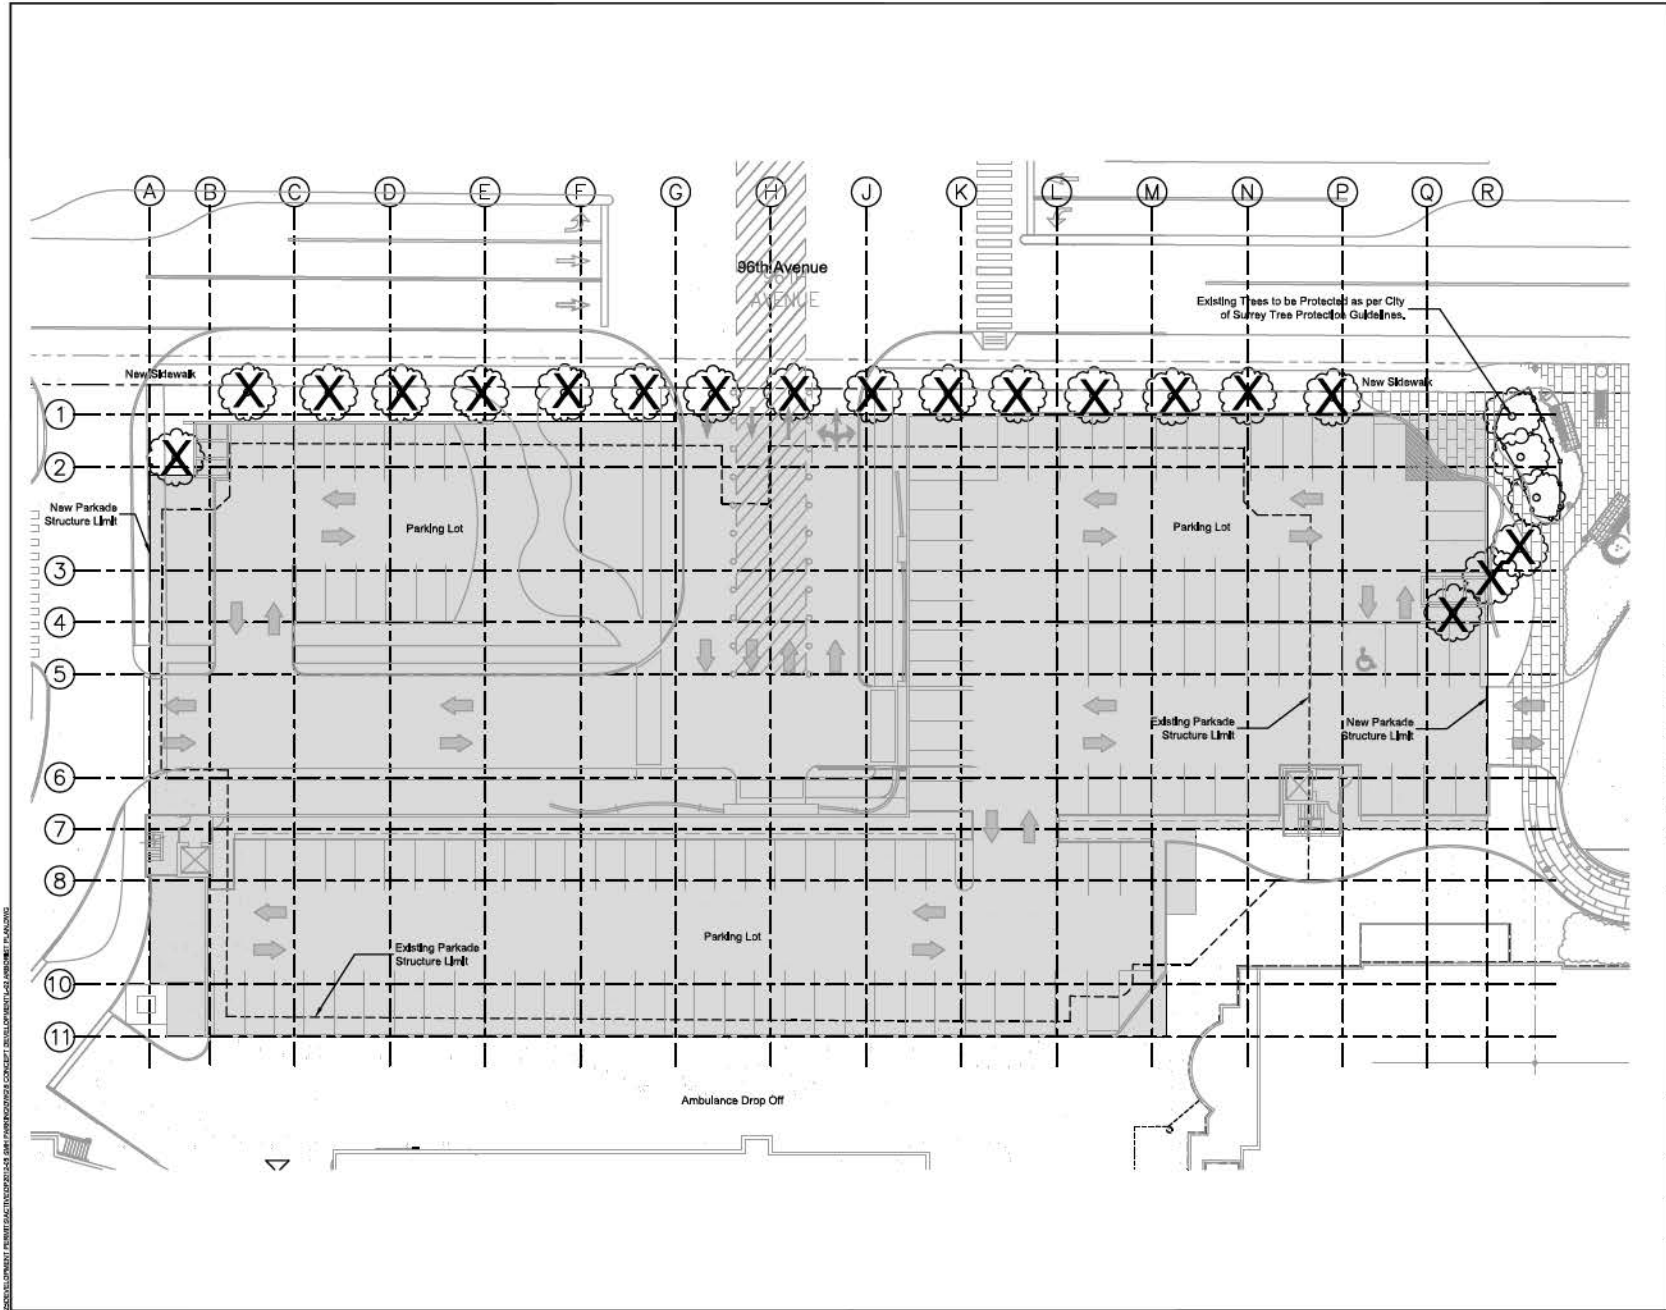 A B C D E F G H J K L M N P Q R
96th Avenue
AVENUE
Existing Trees to be Protected as per City
of Surrey Tree Protection Guidelines.
New Sidewalk
New Sidewalk
X X X X X X X X X X X X X X X
1
X
2
New Parkade
Structure Limit
Parking Lot
Parking Lot
X
3
X
4
X
5
Existing Parkade
Structure Limit
New Parkade
Structure Limit
6
7
8
Parking Lot
Existing Parkade
Structure Limit
10
11
Ambulance Drop Off